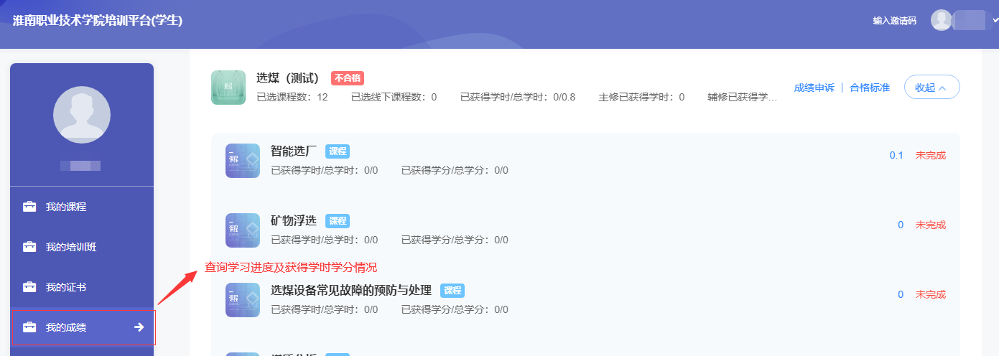 淮南职业技术学院培训平台(学生)
输入邀请码
选煤（测试） 不合格
已选课程数：12 已选线下课程数：0 已获得学时/总学时：0/0.8 主修已获得学时：0 辅修已获得学...
成绩申诉 | 合格标准 收起
智能选厂 课程
已获得学时/总学时：0/0 已获得学分/总学分：0/0
0.1 未完成
我的课程
矿物浮选 课程
已获得学时/总学时：0/0 已获得学分/总学分：0/0
0 未完成
我的培训班
查询学习进度及获得学时学分情况
我的证书
选煤设备常见故障的预防与处理 课程
已获得学时/总学时：0/0 已获得学分/总学分：0/0
0 未完成
我的成绩